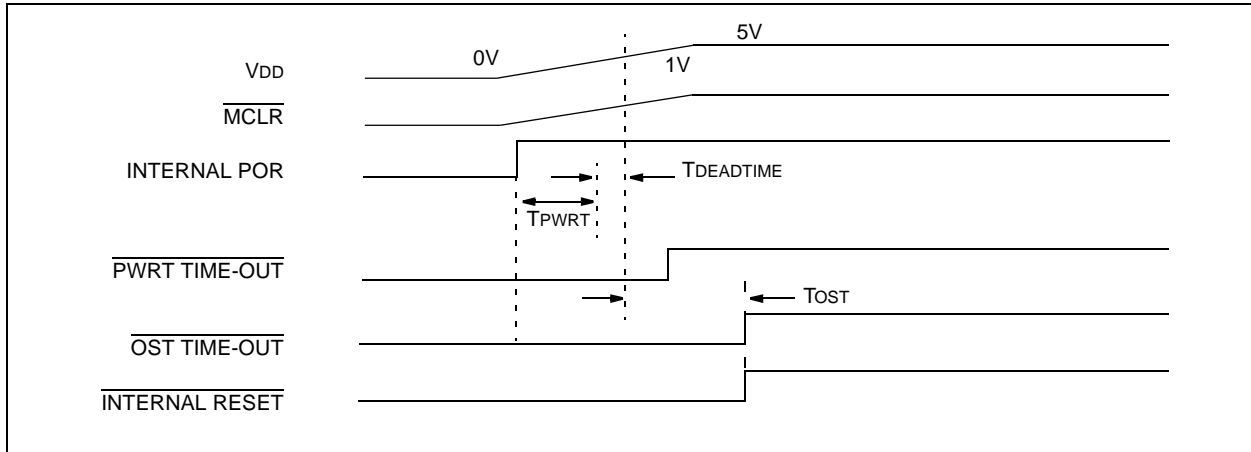 5V
0V
VDD
1V
MCLR
INTERNAL POR
TDEADTIME
TPWRT
PWRT TIME-OUT
TOST
OST TIME-OUT
INTERNAL RESET